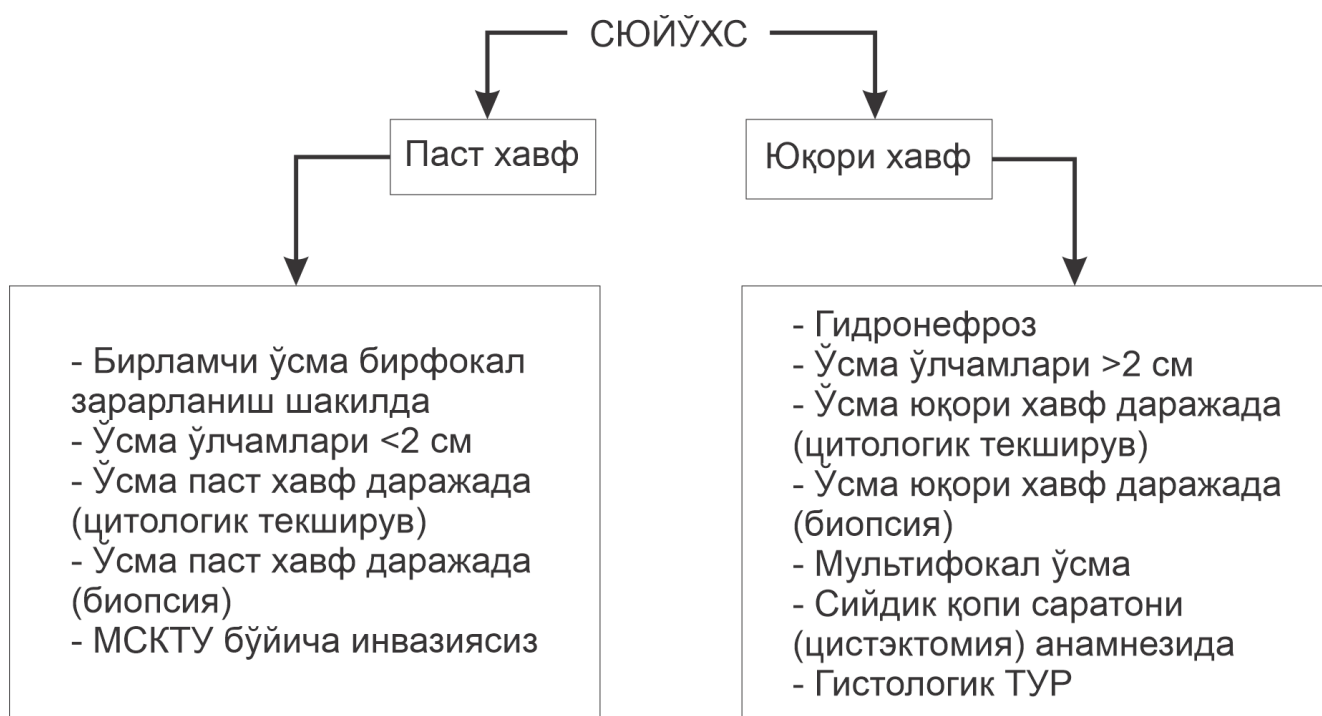 СЮЙЎХС
Паст хавф
Юқори хавф
- Бирламчи ўсма бирфокал
зарарланиш шакилда
- Ўсма ўлчамлари <2 см
- Ўсма паст хавф даражада
(цитологик текширув)
- Ўсма паст хавф даражада
(биопсия)
- МСКТУ бўйича инвазиясиз
- Гидронефроз
- Ўсма ўлчамлари >2 см
- Ўсма юқори хавф даражада
(цитологик текширув)
- Ўсма юқори хавф даражада
(биопсия)
- Мультифокал ўсма
- Сийдик қопи саратони
(цистэктомия) анамнезида
- Гистологик ТУР